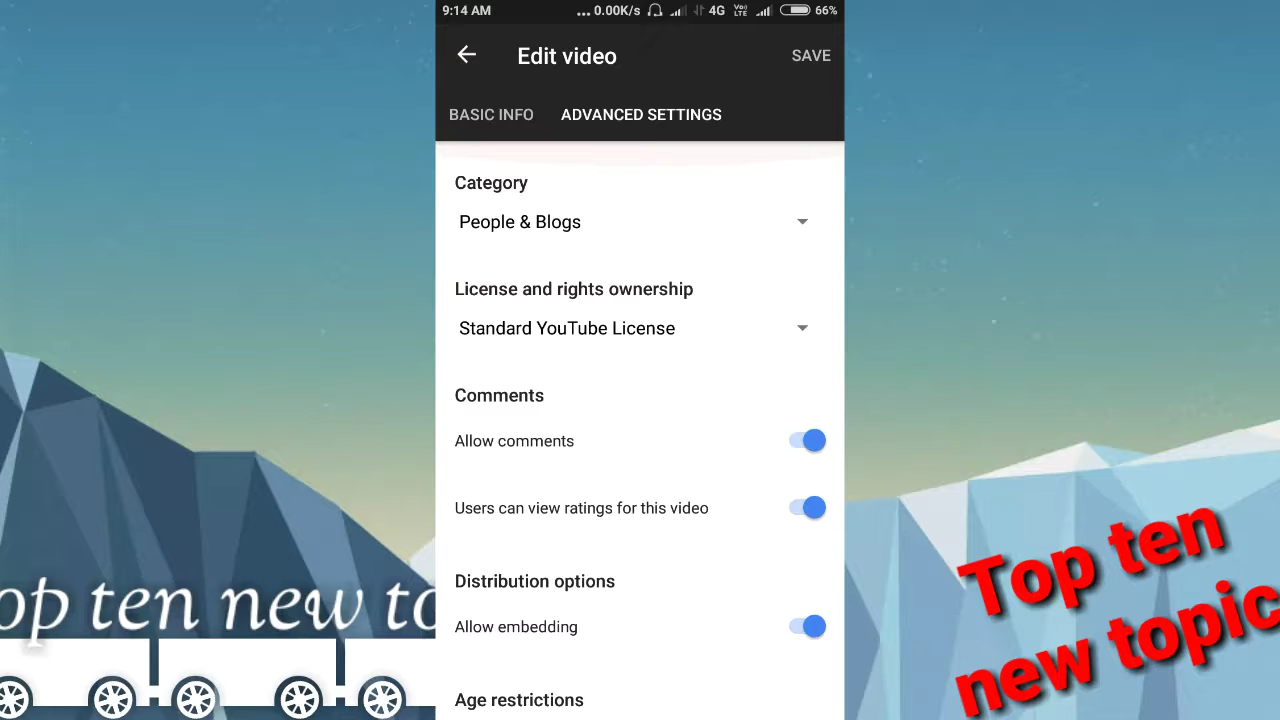 9:14 AM ... 0.00K/s 4G Vo) LTE 66%
Edit video SAVE
BASIC INFO ADVANCED SETTINGS
Category
People & Blogs
License and rights ownership
Standard YouTube License
Comments
Allow comments
Users can view ratings for this video
Distribution options
Allow embedding
Age restrictions
op ten new to
Top ten
new topic